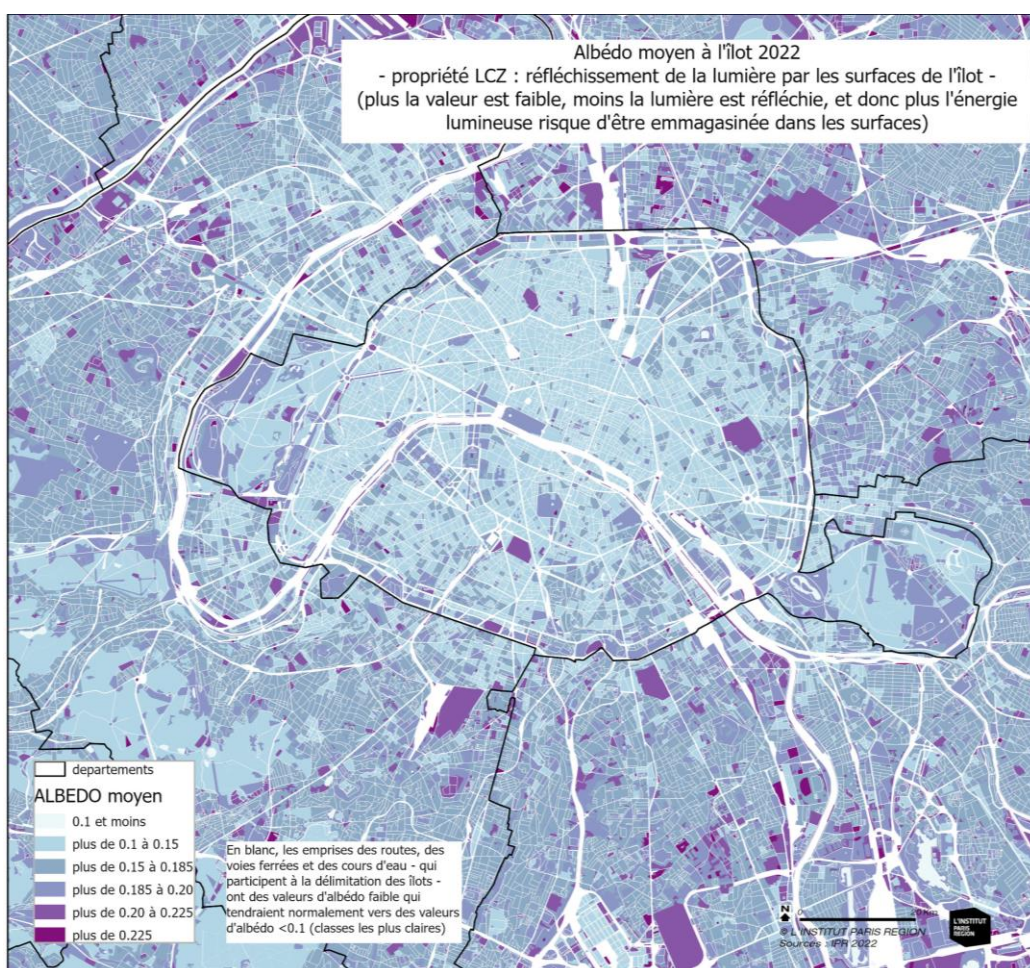 Albédo moyen à l'îlot 2022
- propriété LCZ : réfléchissement de la lumière par les surfaces de l'îlot -
(plus la valeur est faible, moins la lumière est réfléchie, et donc plus l'énergie
lumineuse risque d'être emmagasinée dans les surfaces)
departements
ALBEDO moyen
0.1 et moins
plus de 0.1 à 0.15
plus de 0.15 à 0.185
plus de 0.185 à 0.20
plus de 0.20 à 0.225
plus de 0.225
En blanc, les emprises des routes, des
voies ferrées et des cours d'eau - qui
participent à la délimitation des îlots -
ont des valeurs d'albédo faible qui
tendraient normalement vers des valeurs
d'albédo <0.1 (classes les plus claires)
N
0
Km
© L'INSTITUT PARIS REGION
Sources : IPR 2022
L'INSTITUT
PARIS
REGION